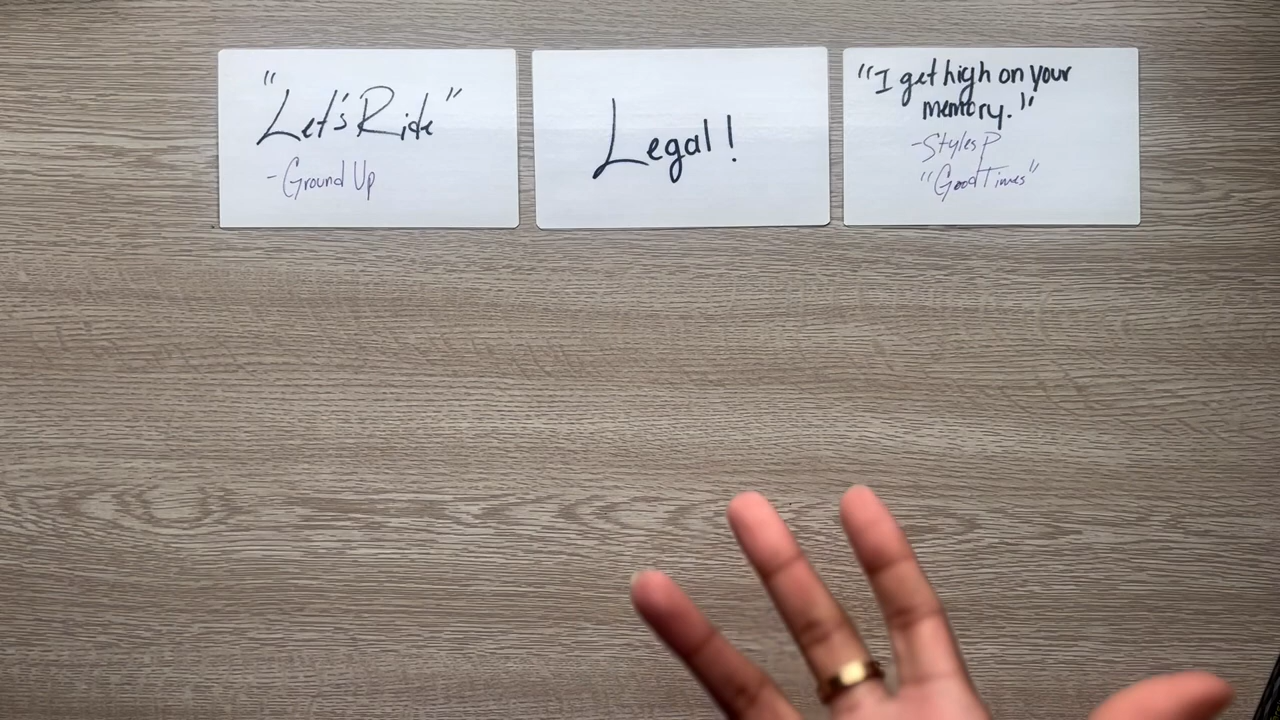 "Let's Ride"
-Ground Up
Legal!
"I get high on your
memory."
-Styles P
"Good Times"